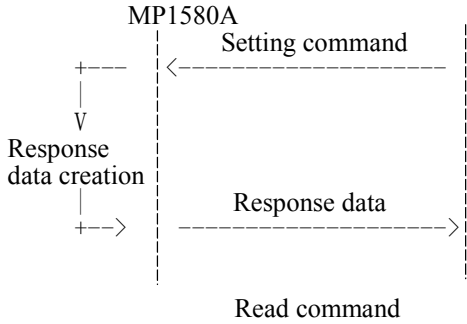 MP1580A
Setting command
V
Response
data creation
Response data
Read command